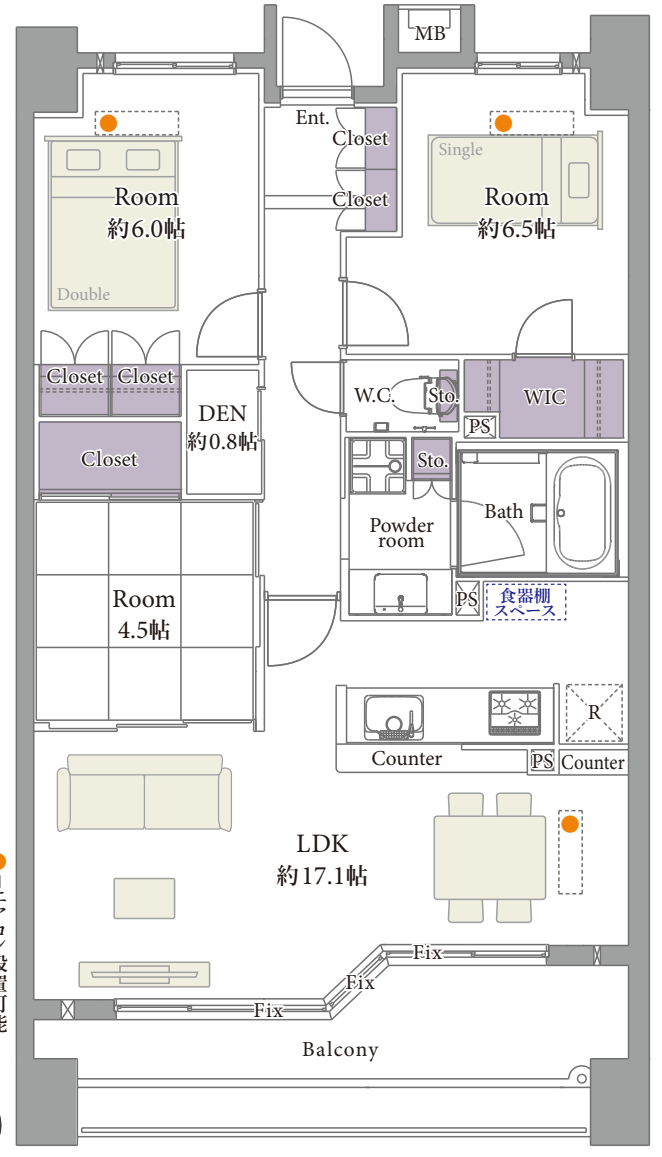 MB
Ent.
Closet
Closet
Single
Room
約6.0帖
Room
約6.5帖
Double
Closet
Closet
DEN
約0.8帖
W.C.
Sto.
WIC
PS
Closet
Sto.
Bath
Powder
room
Room
4.5帖
PS
食器棚
スペース
R
Counter
PS
Counter
LDK
約17.1帖
Fix
Fix
Fix
Balcony